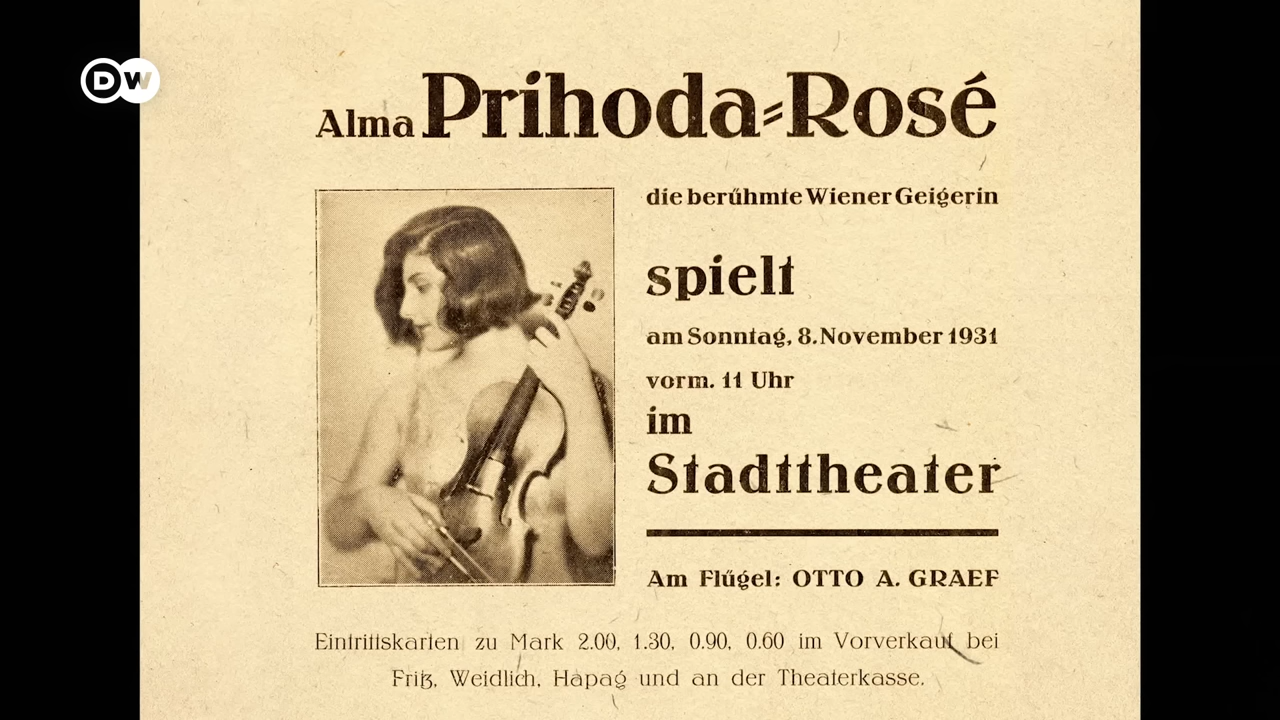 DW
Alma Prihoda=Rosé
die berühmte Wiener Geigerin
spielt
am Sonntag, 8. November 1931
vorm. 11 Uhr
im
Stadttheater
Am Flügel: OTTO A. GRAEF
Eintrittskarten zu Mark 2.00, 1.30, 0.90, 0.60 im Vorverkauf bei
Fritz, Weidlich, Hapag und an der Theaterkasse.